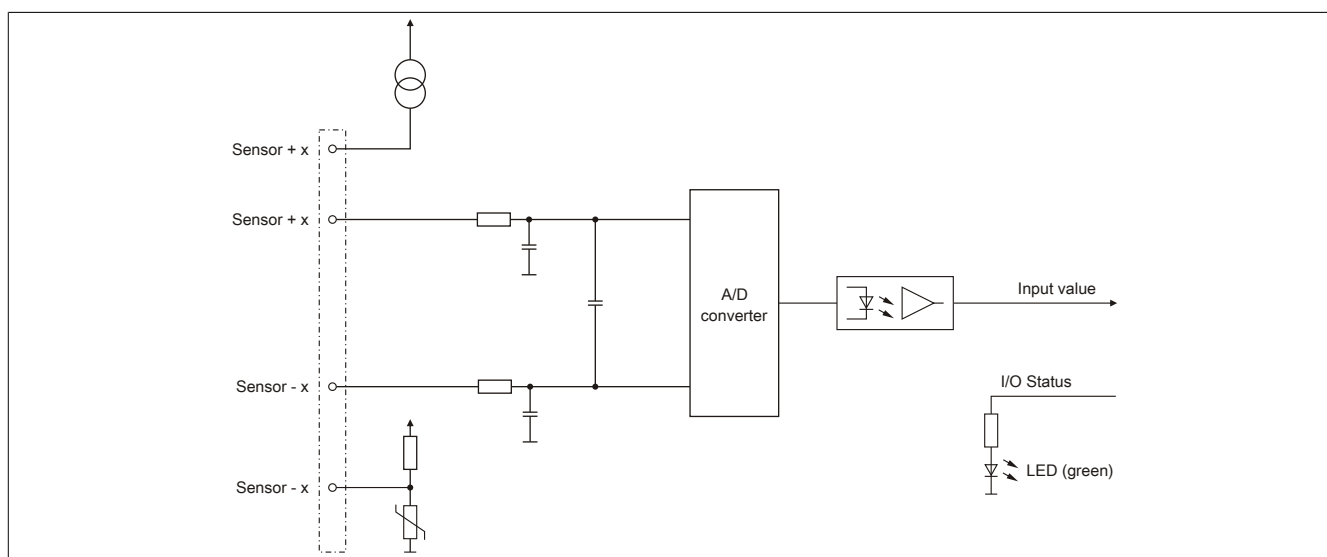 Sensor + x
Sensor + x
A/D
converter
Input value
Sensor - x
I/O Status
LED (green)
Sensor - x